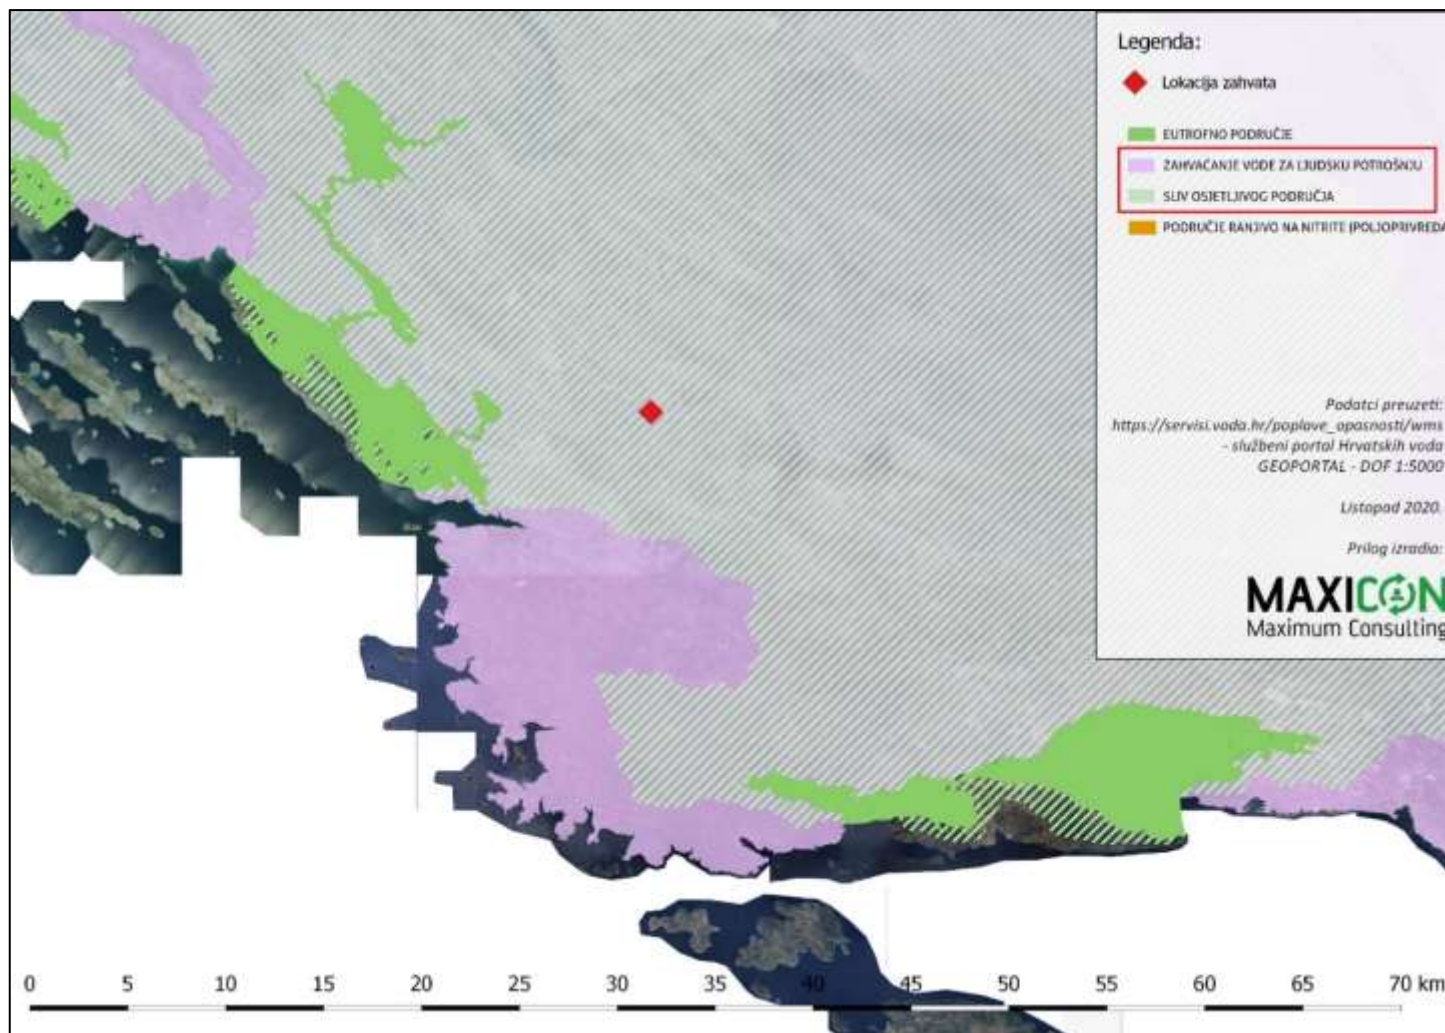 Legenda:
Lokacija zahvata
EUTROFNO PODRUČJE
ZAHVAĆANJE VODE ZA LJUDSKU POTROŠNJU
SLIV OSJETLJIVOG PODRUČJA
PODRUČJE RANJIVO NA NITRITE (POLJOPRIVREDA
Podatci preuzeti:
https://servisi.voda.hr/poplave_opasnosti/wms
- službeni portal Hrvatskih voda
GEOPORTAL - DOF 1:5000
Listopad 2020.
Prilog izradio:
MAXICON
Maximum Consulting
0 5 10 15 20 25 30 35 40 45 50 55 60 65 70 km